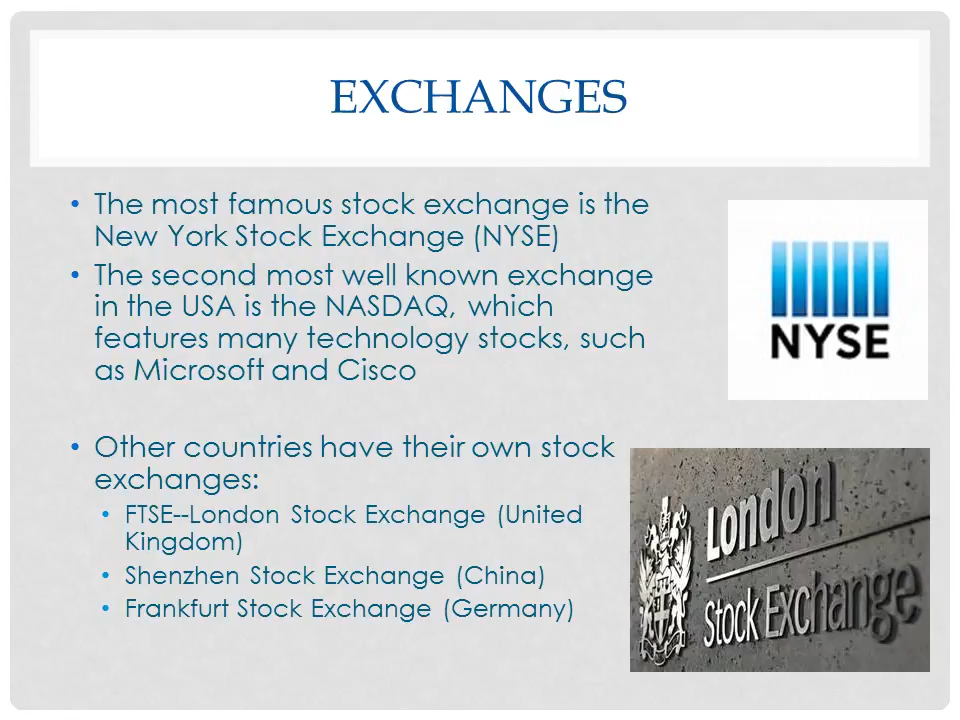 EXCHANGES
• The most famous stock exchange is the
New York Stock Exchange (NYSE)
• The second most well known exchange
in the USA is the NASDAQ, which
features many technology stocks, such
as Microsoft and Cisco
NYSE
• Other countries have their own stock
exchanges:
• FTSE--London Stock Exchange (United
Kingdom)
• Shenzhen Stock Exchange (China)
• Frankfurt Stock Exchange (Germany)
London
Stock Exchange